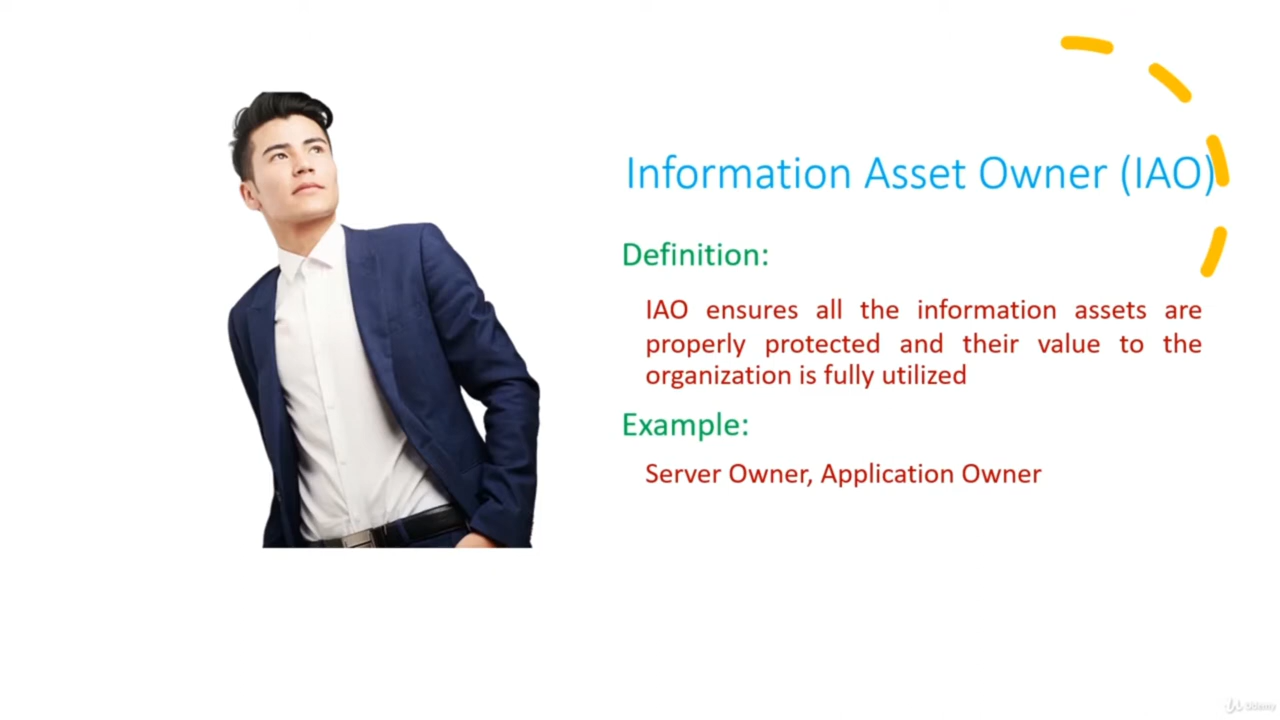 Information Asset Owner (IAO)
Definition:
IAO ensures all the information assets are
properly protected and their value to the
organization is fully utilized
Example:
Server Owner, Application Owner
Udemy